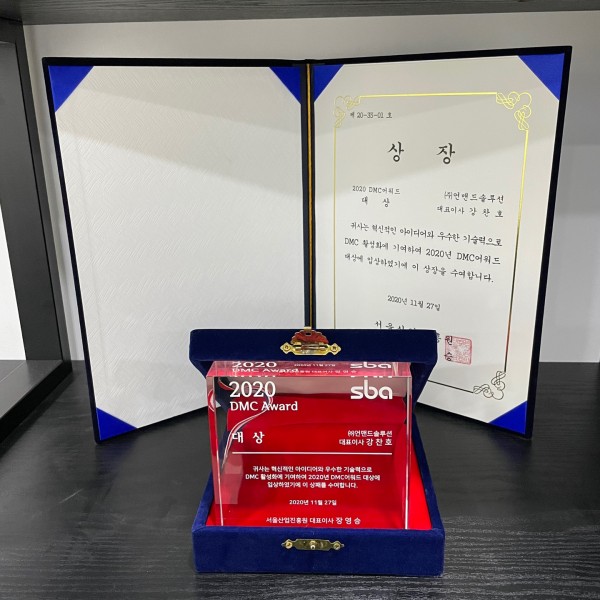 제 20-35-01 호
상 장
2020 DMC어워드
대 상
㈜언맨드솔루션
대표이사 강 찬 호
귀사는 혁신적인 아이디어와 우수한 기술력으로
DMC 활성화에 기여하여 2020년 DMC어워드
대상에 입상하였기에 이 상장을 수여합니다.
2020년 11월 27일
2020
DMC Award
sba
대 상
㈜언맨드솔루션
대표이사 강 찬 호
귀사는 혁신적인 아이디어와 우수한 기술력으로
DMC 활성화에 기여하여 2020년 DMC어워드 대상에
입상하였기에 이 상패를 수여합니다.
2020년 11월 27일
서울산업진흥원 대표이사 장 영 승